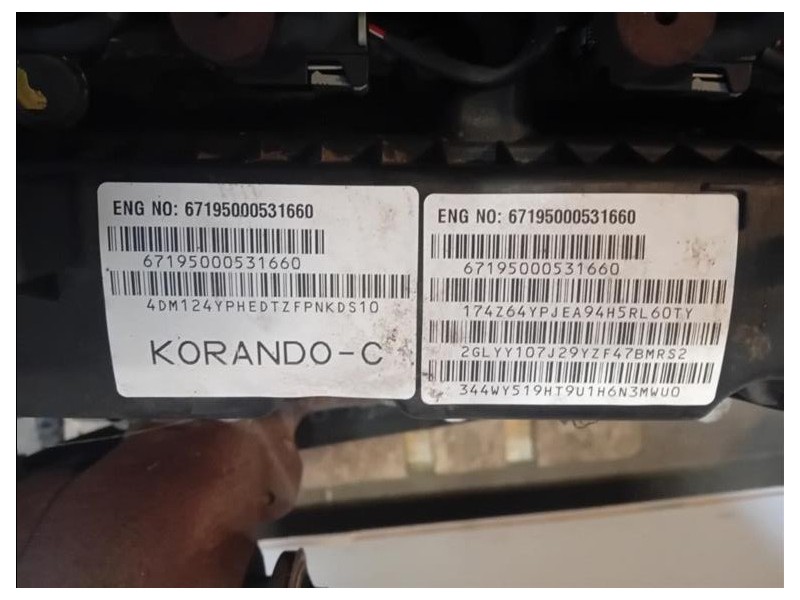 ENG NO: 67195000531660
67195000531660
4DM124YPHEDTZFPNKDS10
KORANDO-C
ENG NO: 67195000531660
67195000531660
174Z64YPJEA94H5RL60TY
2GLYY107J29YZF47BMRS2
344WY519HT9U1H6N3MWU0